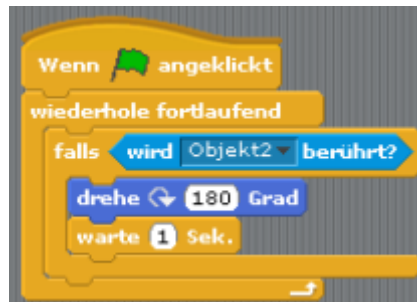 Wenn angeklickt
wiederhole fortlaufend
falls wird Objekt2 berührt?
drehe 180 Grad
warte 1 Sek.